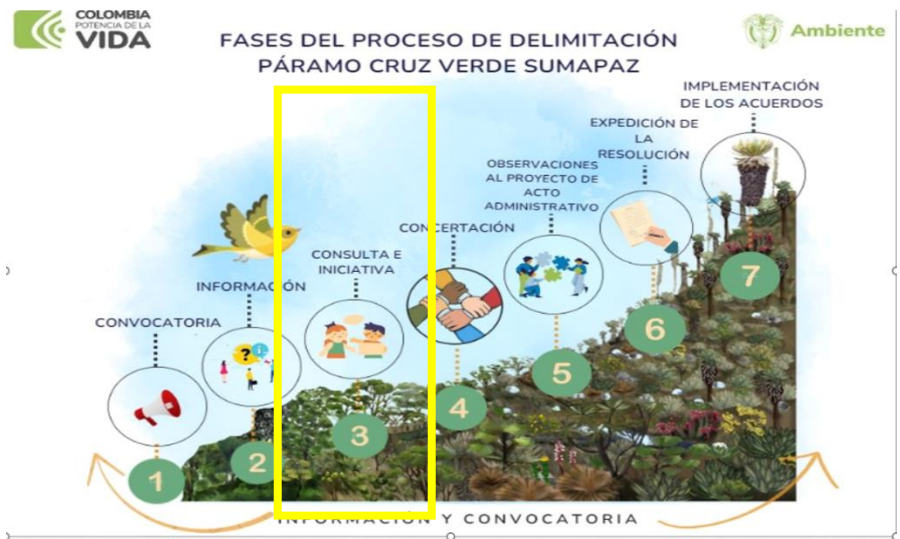 COLOMBIA
POTENCIA DE LA
VIDA
Ambiente
FASES DEL PROCESO DE DELIMITACIÓN
PÁRAMO CRUZ VERDE SUMAPAZ
IMPLEMENTACIÓN
DE LOS ACUERDOS
EXPEDICIÓN DE
LA
RESOLUCIÓN
OBSERVACIONES
AL PROYECTO DE
ACTO
ADMINISTRATIVO
CONCERTACIÓN
CONSULTA E
INICIATIVA
INFORMACIÓN
CONVOCATORIA
? i
1
2
3
4
5
6
7
INFORMACIÓN Y CONVOCATORIA